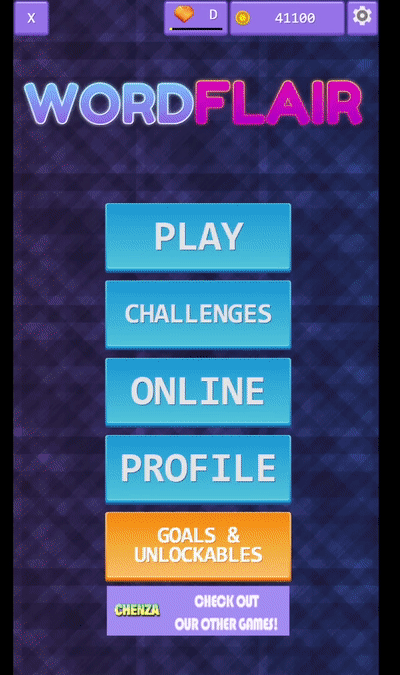 X
D
41100
WORDFLAIR
PLAY
CHALLENGES
ONLINE
PROFILE
GOALS &
UNLOCKABLES
CHENZA
CHECK OUT
OUR OTHER GAMES!